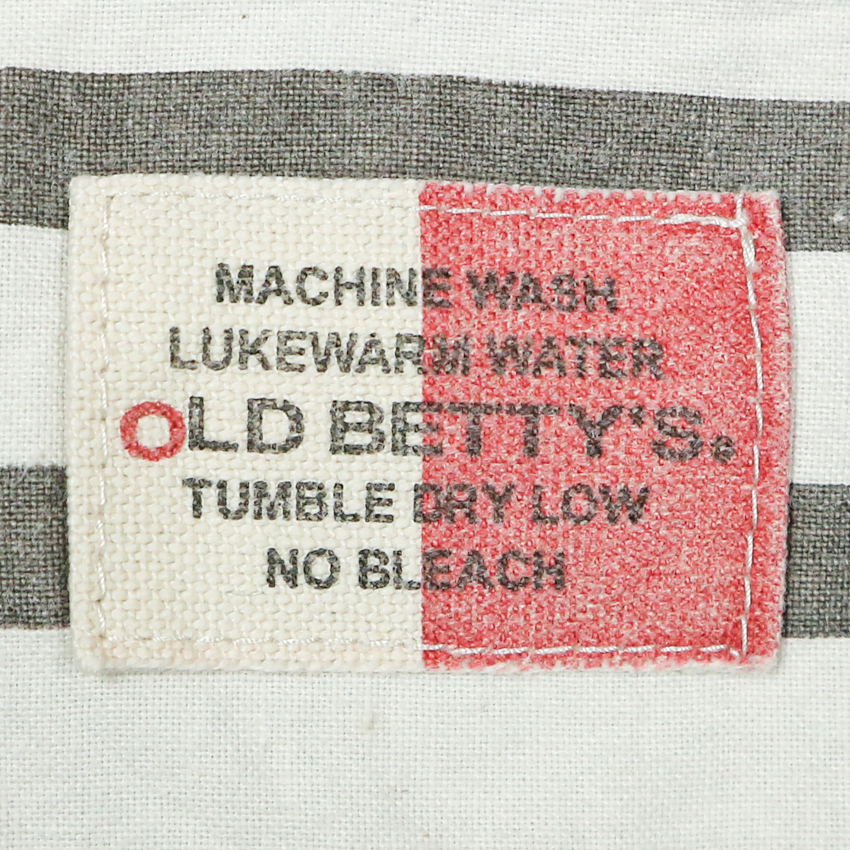 MACHINE WASH
LUKEWARM WATER
OLD BETTY'S®
TUMBLE DRY LOW
NO BLEACH